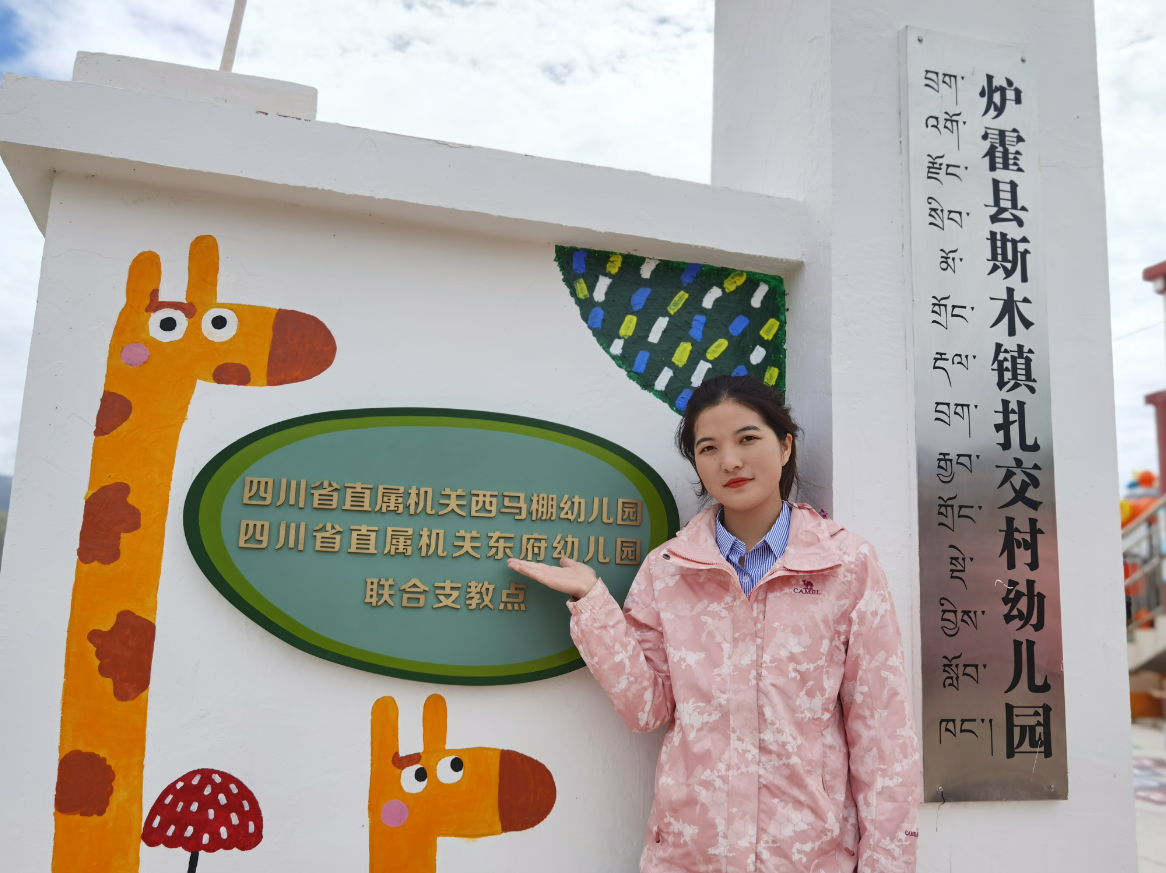 四川省直属机关西马棚幼儿园
四川省直属机关东府幼儿园
联合支教点
CAMEL
བྲག་འགོ་རྫོང་སྲིབ་མོ་གྲོང་རྡལ་བྲག་རྒྱབ་གྲོང་སྡེ་བྱིས་སློབ་ཁང་།
炉霍县斯木镇扎交村幼儿园